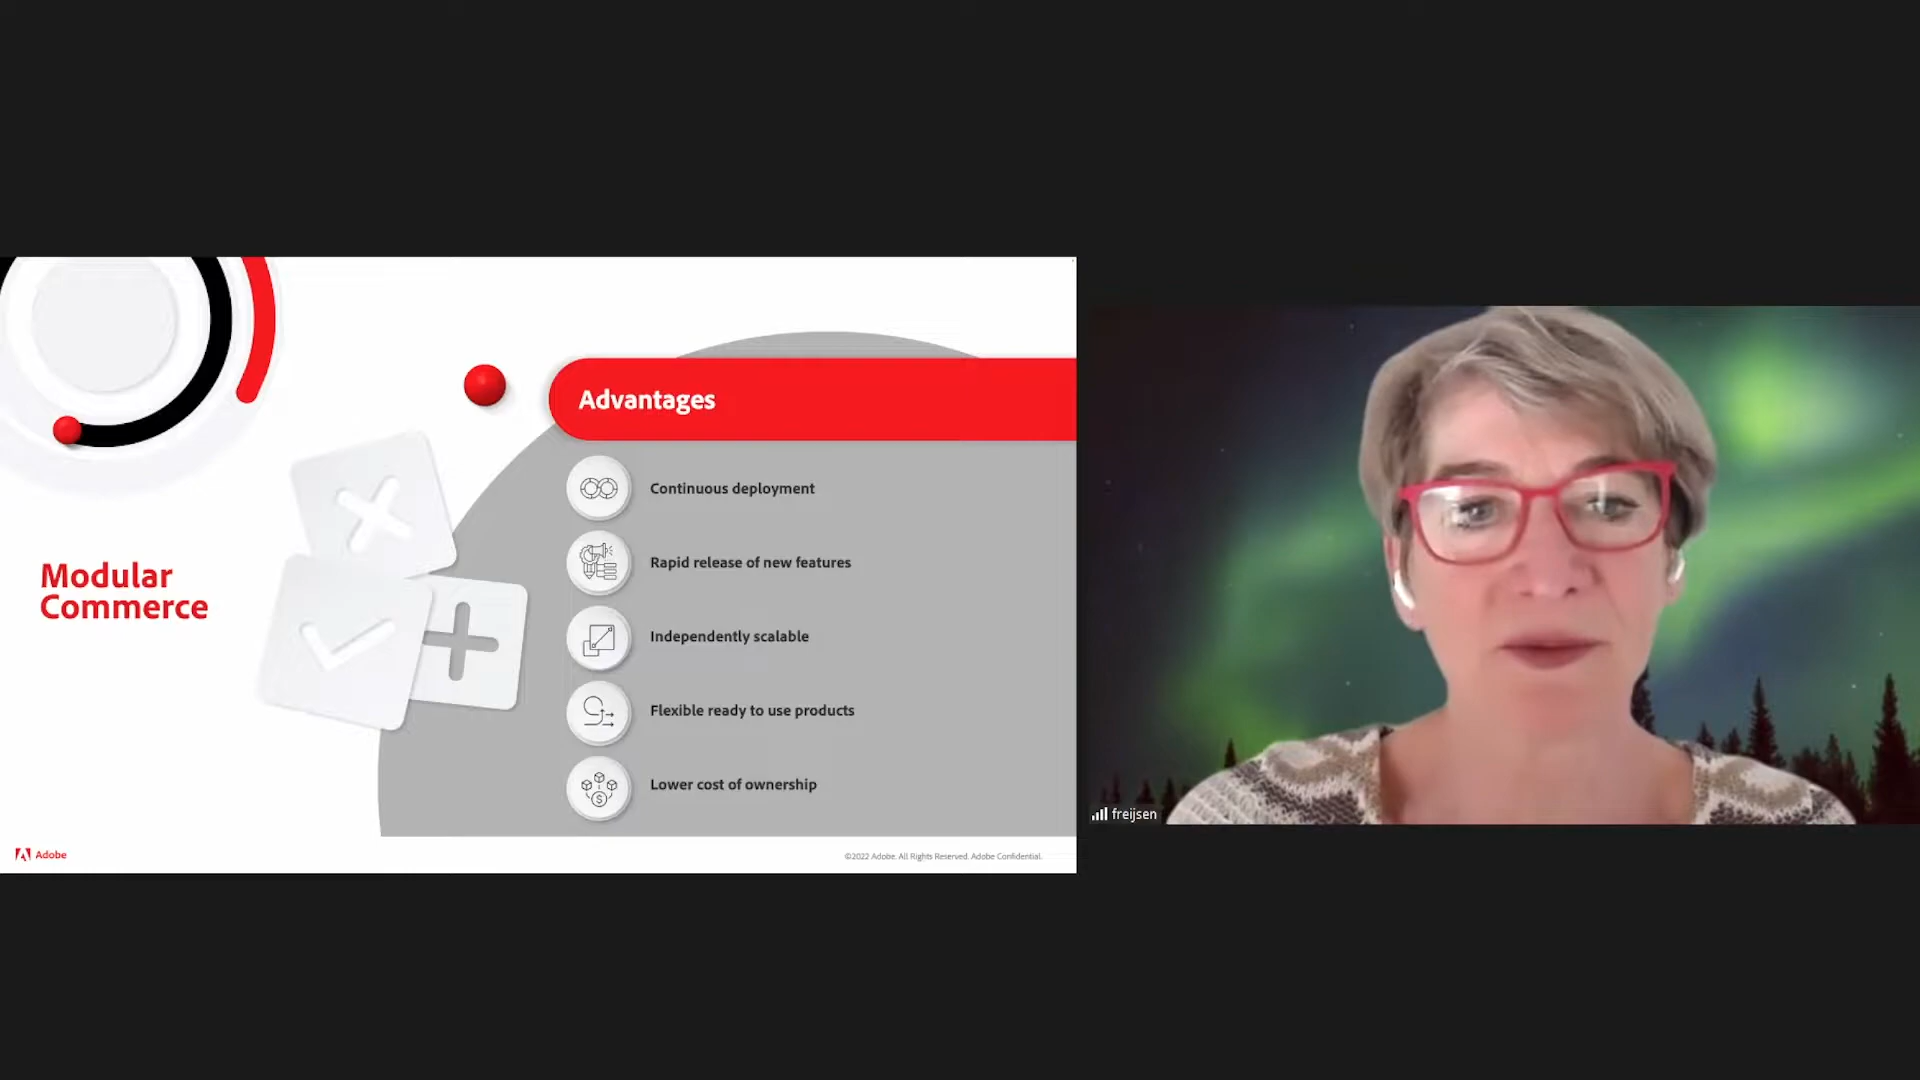 Modular
Commerce
Advantages
Continuous deployment
Rapid release of new features
Independently scalable
Flexible ready to use products
Lower cost of ownership
Adobe
©2022 Adobe. All Rights Reserved. Adobe Confidential.
freijsen